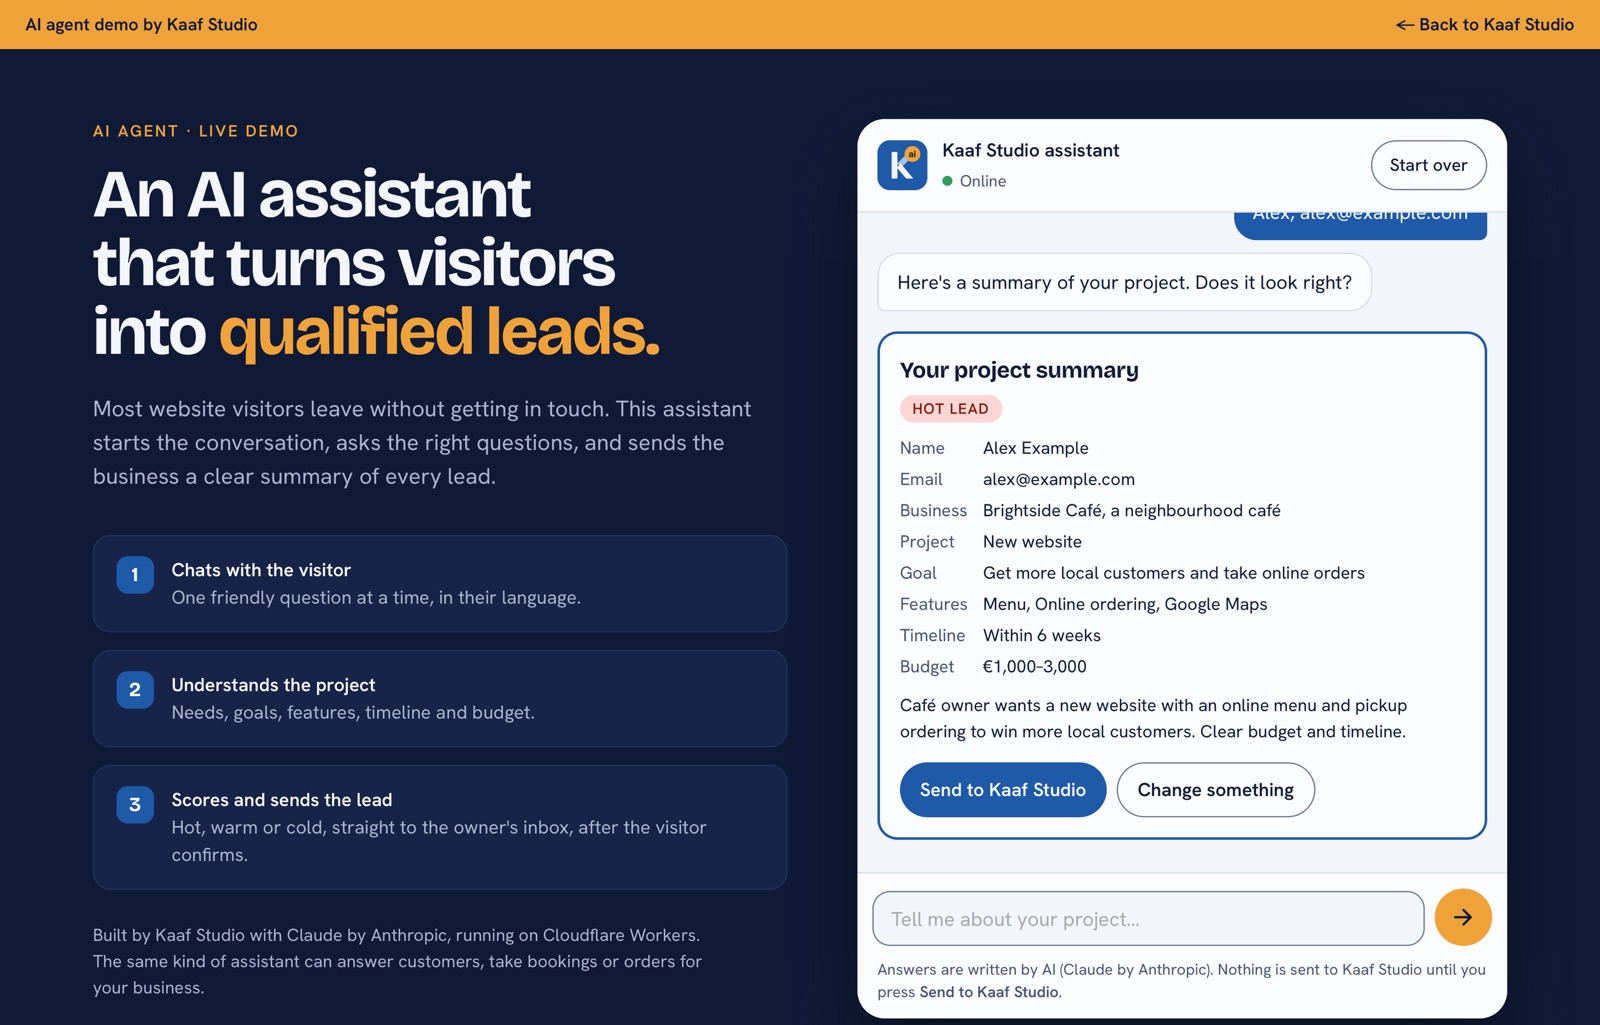 AI agent demo by Kaaf Studio
← Back to Kaaf Studio
AI AGENT · LIVE DEMO
An AI assistant
that turns visitors
into qualified leads.
Most website visitors leave without getting in touch. This assistant
starts the conversation, asks the right questions, and sends the
business a clear summary of every lead.
1
Chats with the visitor
One friendly question at a time, in their language.
2
Understands the project
Needs, goals, features, timeline and budget.
3
Scores and sends the lead
Hot, warm or cold, straight to the owner's inbox, after the visitor
confirms.
Built by Kaaf Studio with Claude by Anthropic, running on Cloudflare Workers.
The same kind of assistant can answer customers, take bookings or orders for
your business.
K ai
Kaaf Studio assistant
Online
Start over
Alex, alex@example.com
Here's a summary of your project. Does it look right?
Your project summary
HOT LEAD
Name Alex Example
Email alex@example.com
Business Brightside Café, a neighbourhood café
Project New website
Goal Get more local customers and take online orders
Features Menu, Online ordering, Google Maps
Timeline Within 6 weeks
Budget €1,000–3,000
Café owner wants a new website with an online menu and pickup
ordering to win more local customers. Clear budget and timeline.
Send to Kaaf Studio
Change something
Tell me about your project...
Answers are written by AI (Claude by Anthropic). Nothing is sent to Kaaf Studio until you
press Send to Kaaf Studio.